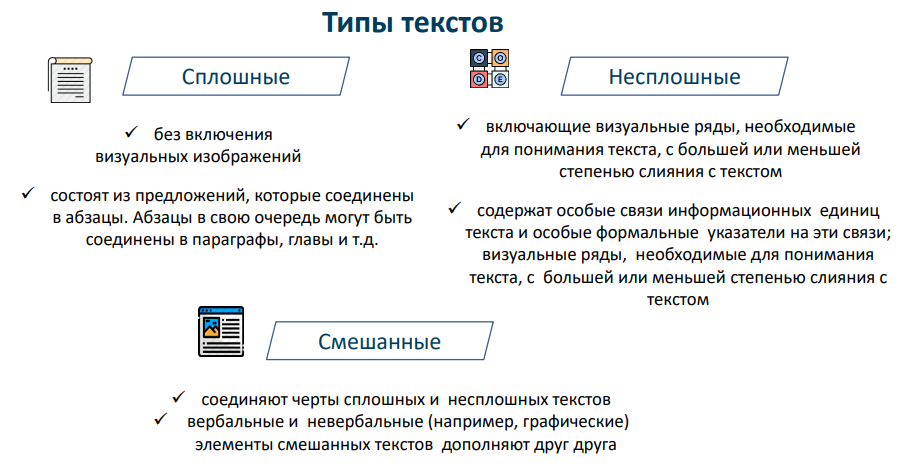 Типы текстов
Сплошные
без включения
визуальных изображений
состоят из предложений, которые соединены
в абзацы. Абзацы в свою очередь могут быть
соединены в параграфы, главы и т.д.
C O
D E
Несплошные
включающие визуальные ряды, необходимые
для понимания текста, с большей или меньшей
степенью слияния с текстом
содержат особые связи информационных единиц
текста и особые формальные указатели на эти связи;
визуальные ряды, необходимые для понимания
текста, с большей или меньшей степенью слияния с
текстом
Смешанные
соединяют черты сплошных и несплошных текстов
вербальные и невербальные (например, графические)
элементы смешанных текстов дополняют друг друга